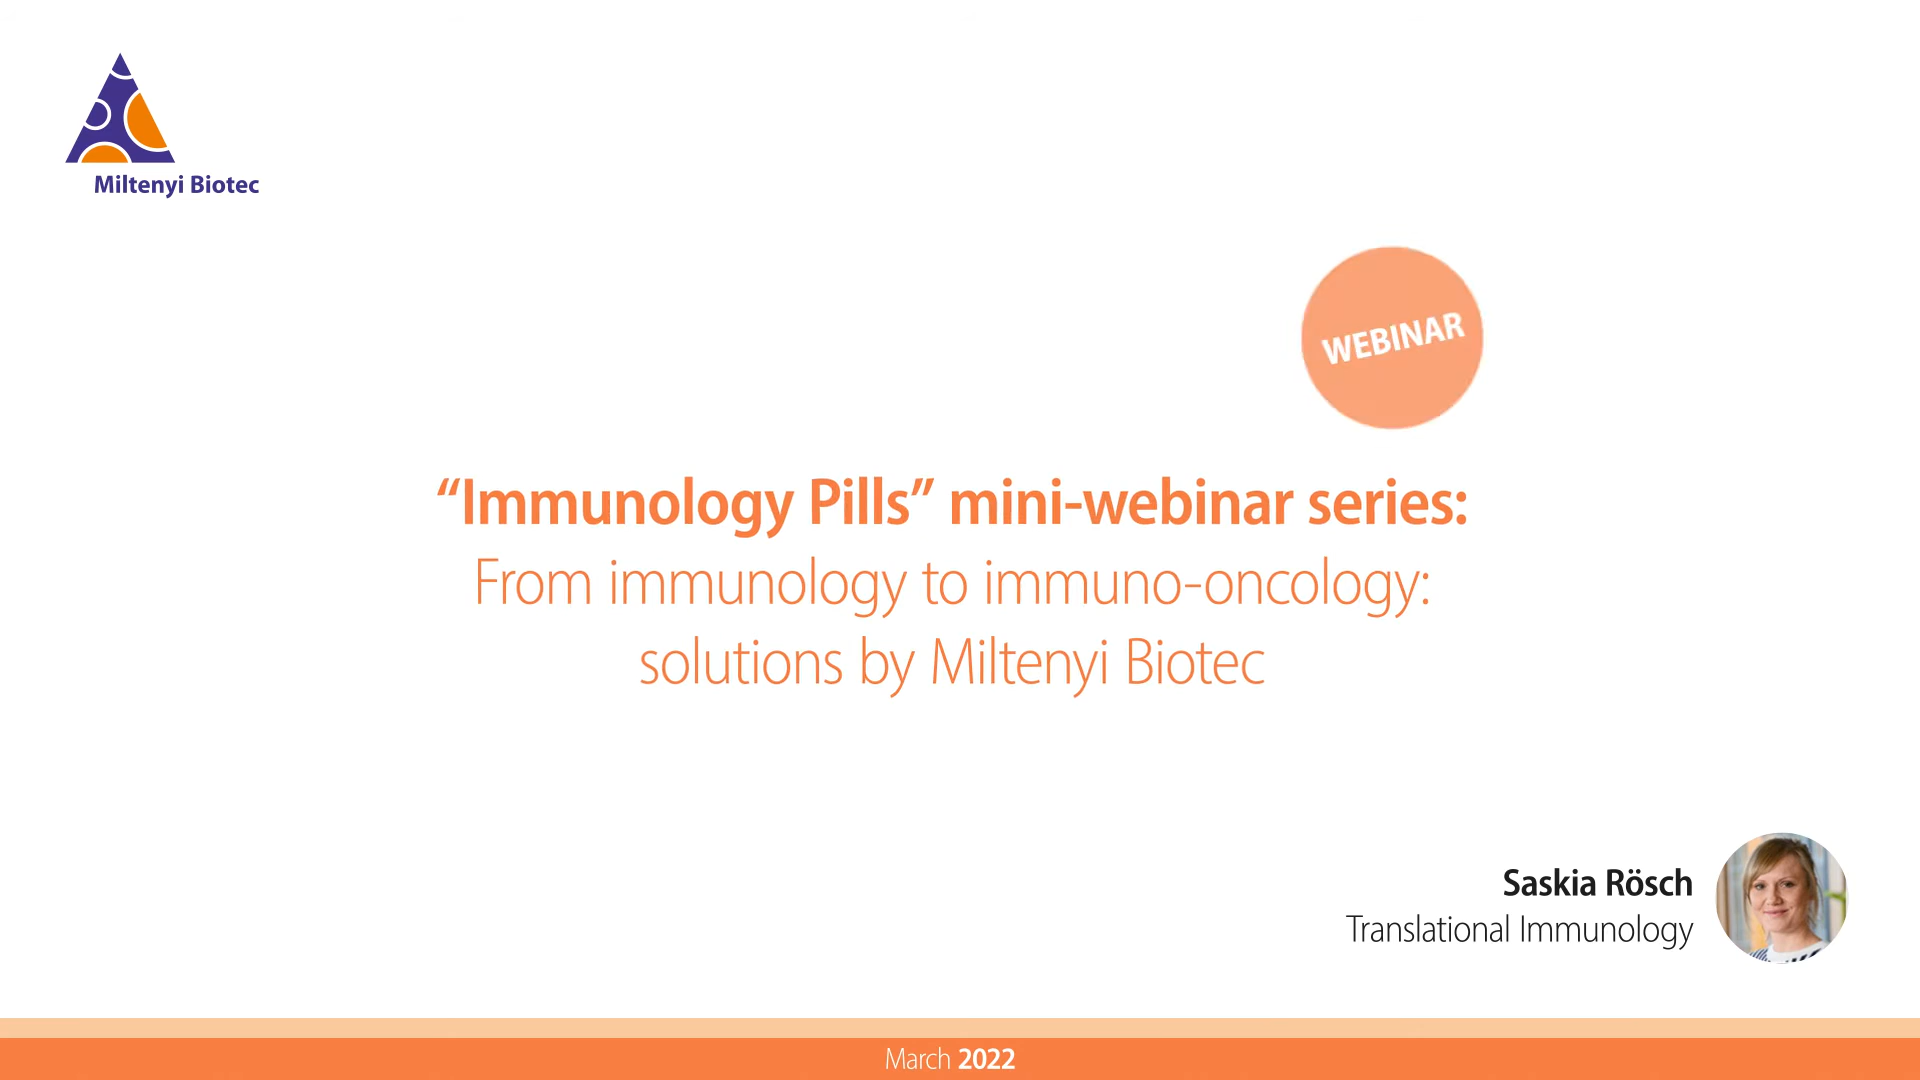 Miltenyi Biotec
WEBINAR
“Immunology Pills” mini-webinar series:
From immunology to immuno-oncology:
solutions by Miltenyi Biotec
Saskia Rösch
Translational Immunology
March 2022